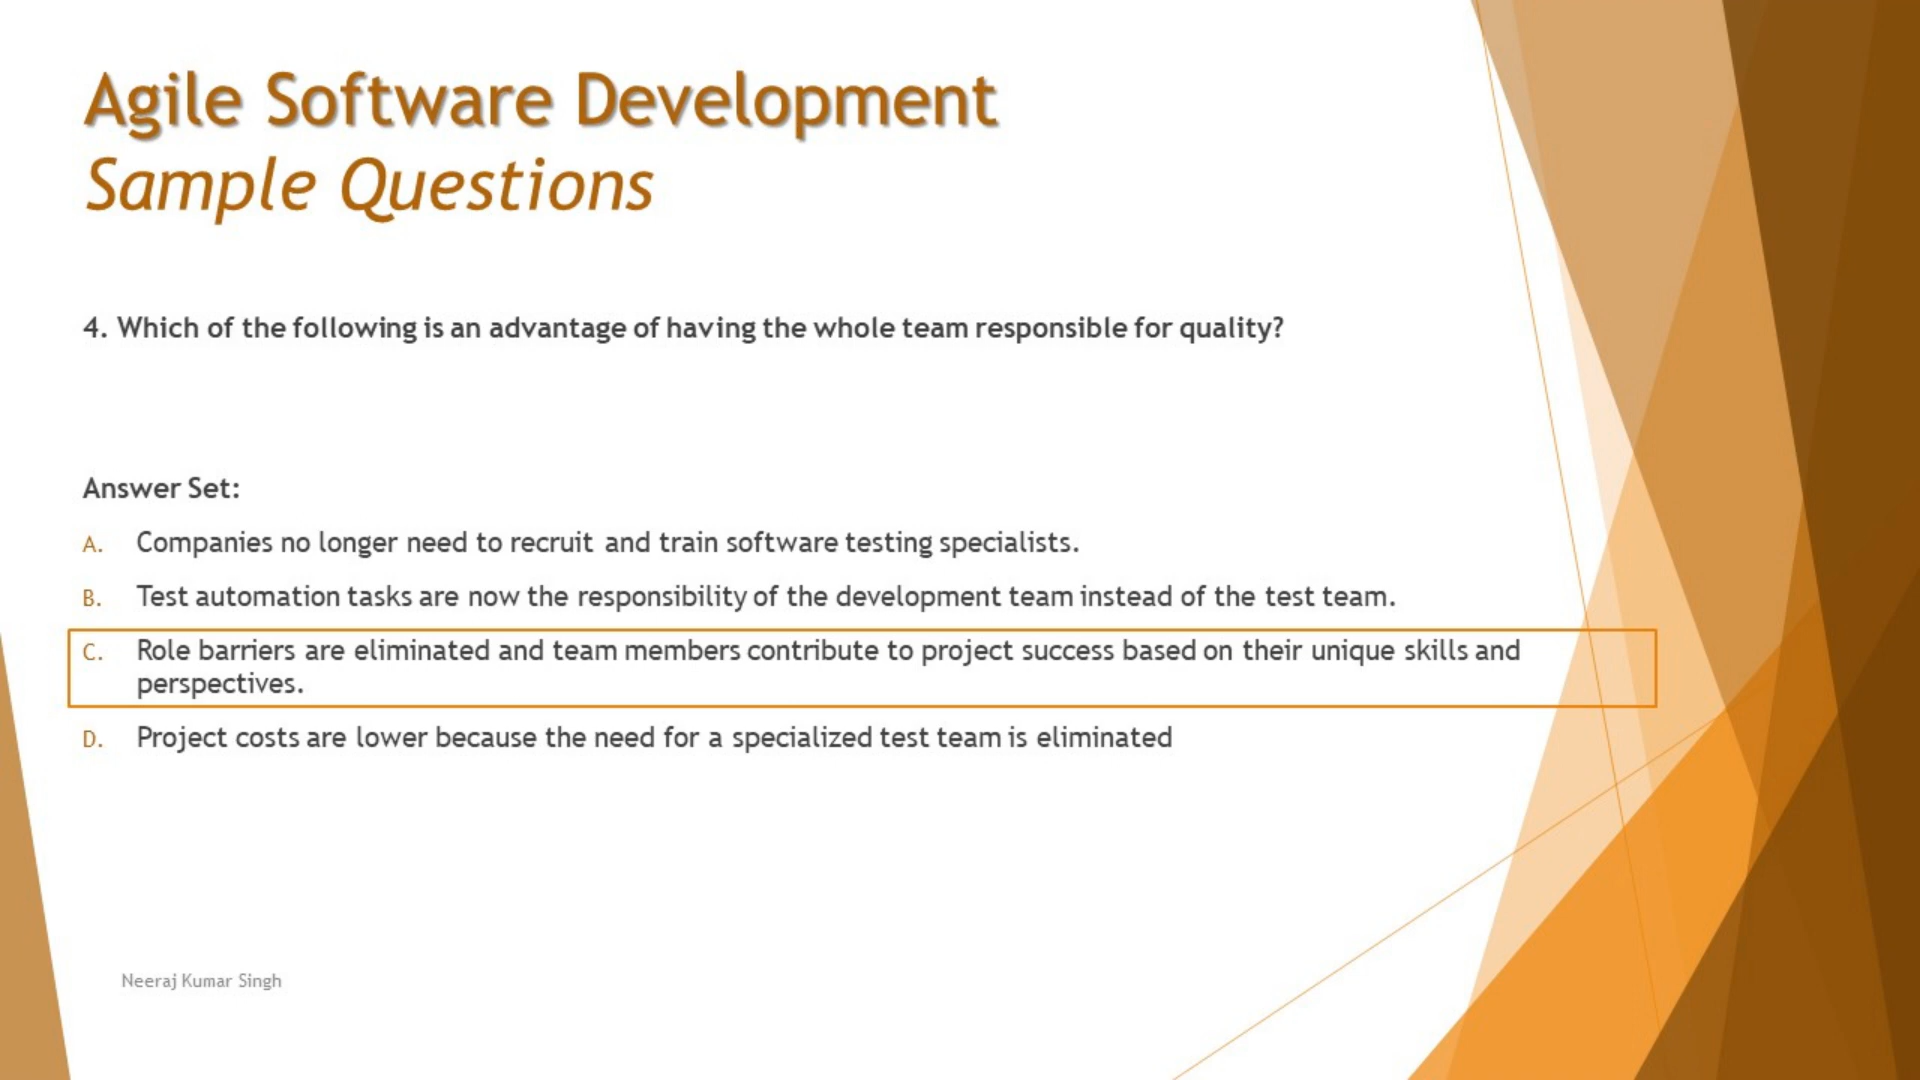 Agile Software Development
Sample Questions
4. Which of the following is an advantage of having the whole team responsible for quality?
Answer Set:
A. Companies no longer need to recruit and train software testing specialists.
B. Test automation tasks are now the responsibility of the development team instead of the test team.
C. Role barriers are eliminated and team members contribute to project success based on their unique skills and
perspectives.
D. Project costs are lower because the need for a specialized test team is eliminated
Neeraj Kumar Singh